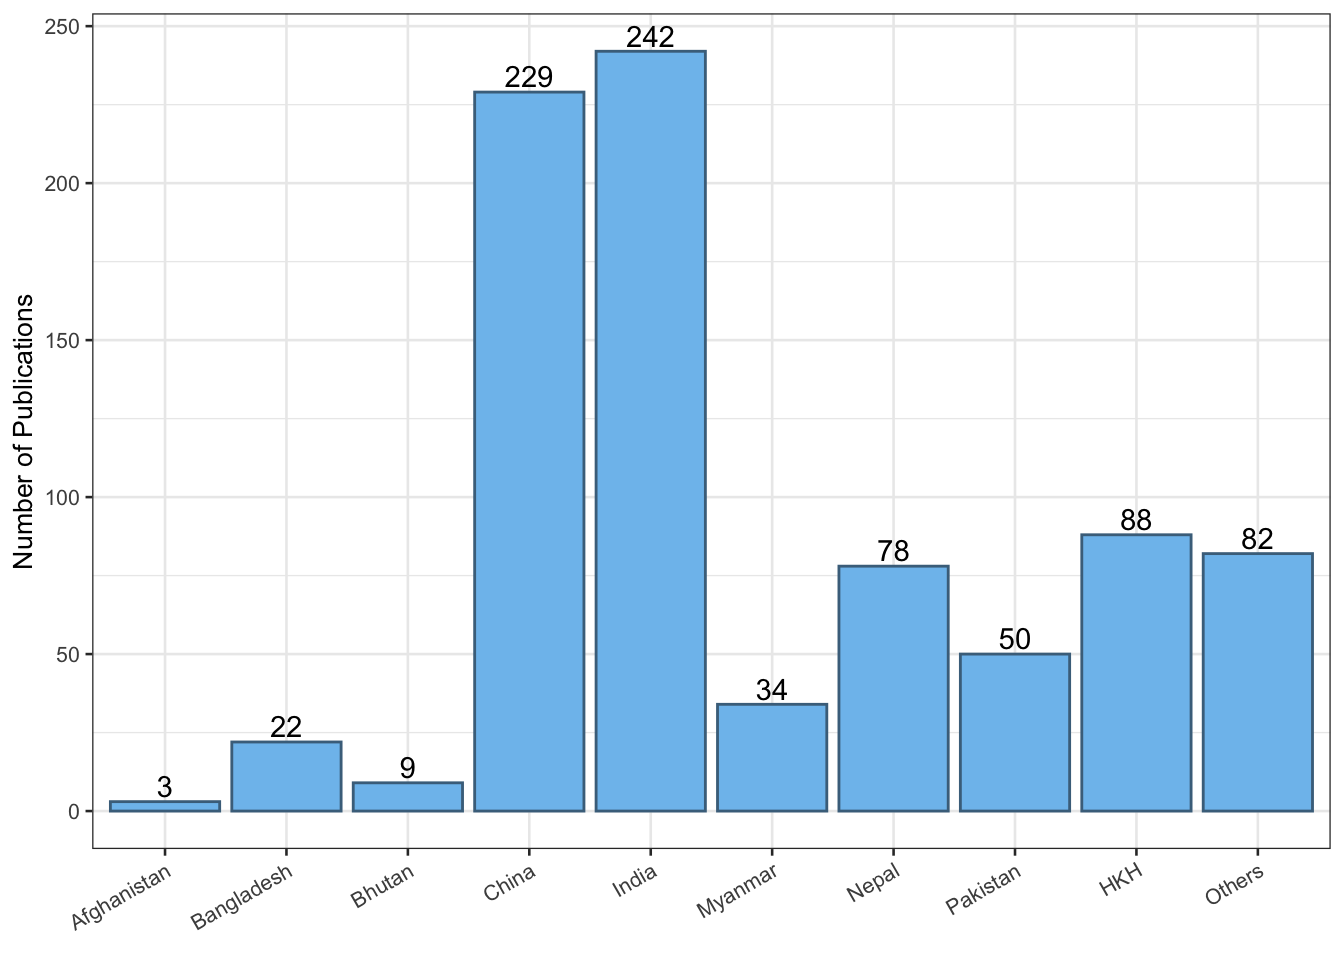 Number of Publications
250
200
150
100
50
0
3
22
9
229
242
34
78
50
88
82
Afghanistan
Bangladesh
Bhutan
China
India
Myanmar
Nepal
Pakistan
HKH
Others